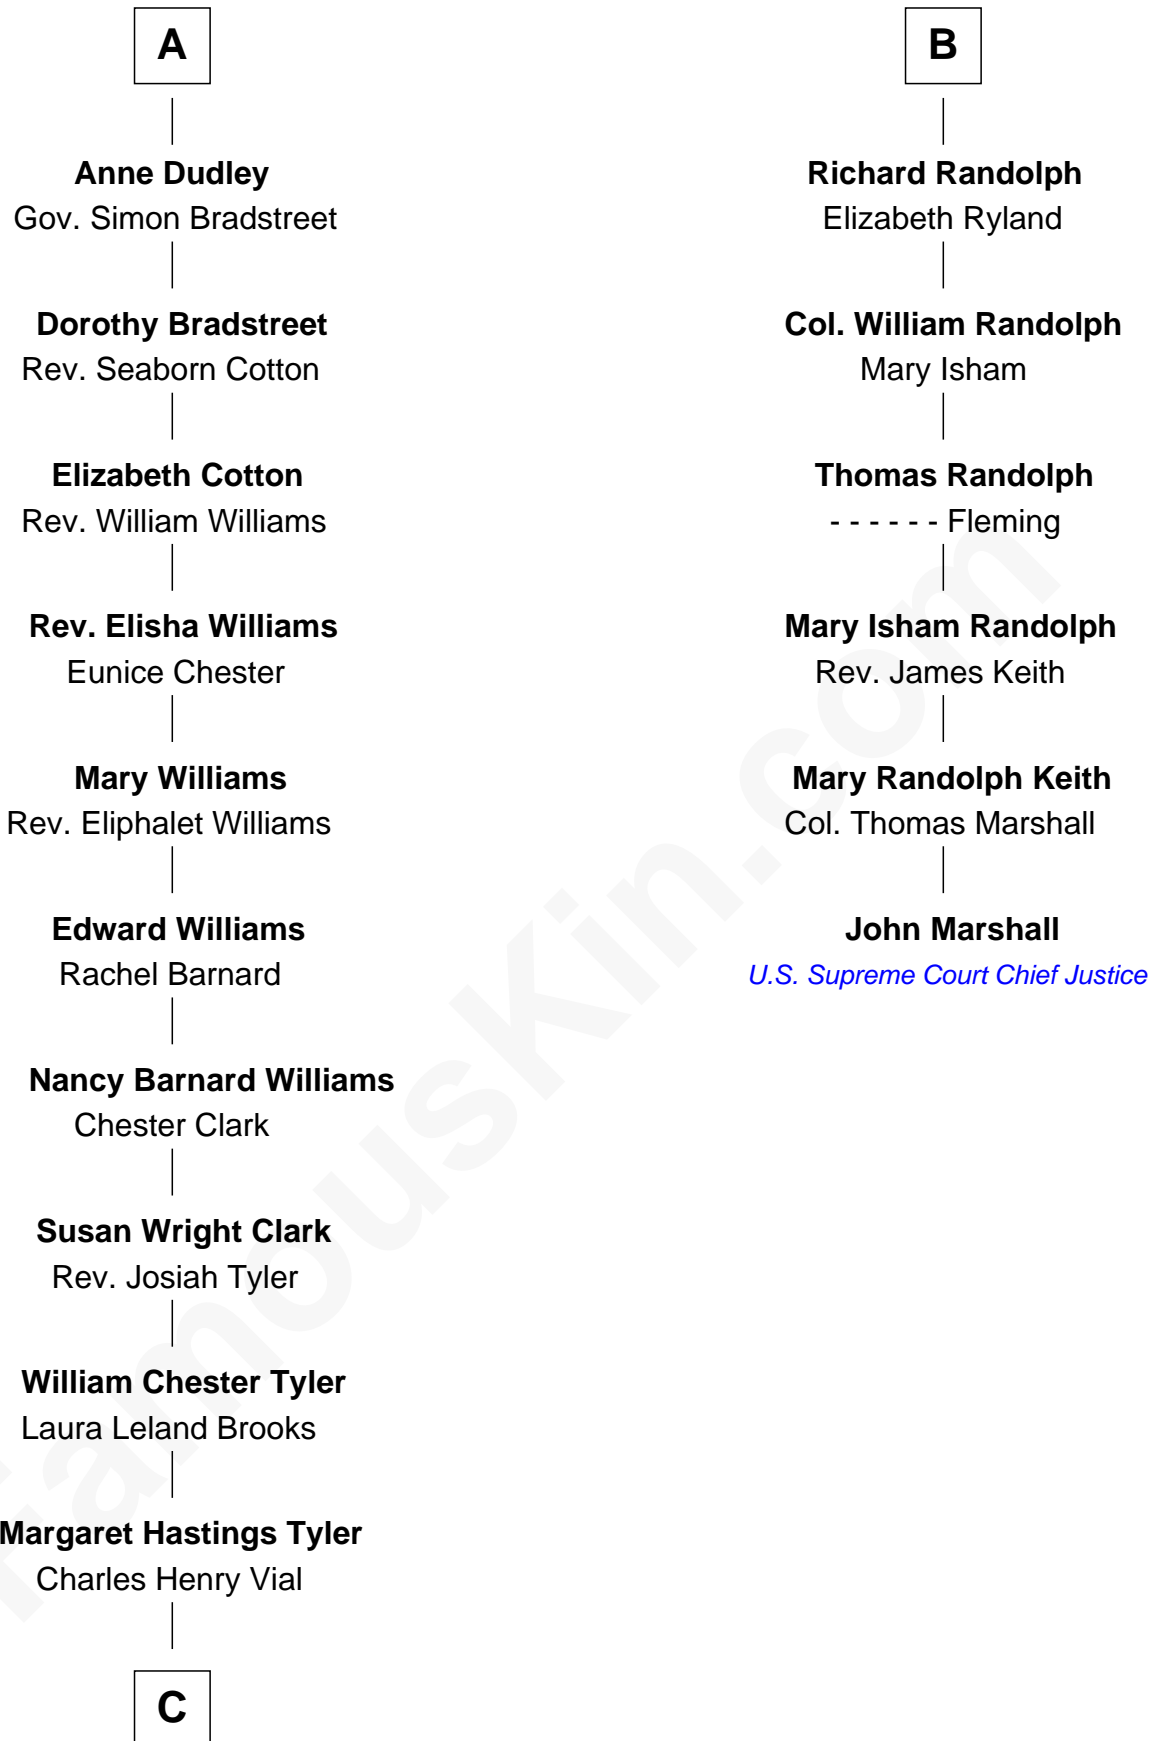 A
Anne Dudley
Gov. Simon Bradstreet
Dorothy Bradstreet
Rev. Seaborn Cotton
Elizabeth Cotton
Rev. William Williams
Rev. Elisha Williams
Eunice Chester
Mary Williams
Rev. Eliphalet Williams
Edward Williams
Rachel Barnard
Nancy Barnard Williams
Chester Clark
Susan Wright Clark
Rev. Josiah Tyler
William Chester Tyler
Laura Leland Brooks
Margaret Hastings Tyler
Charles Henry Vial
C
B
Richard Randolph
Elizabeth Ryland
Col. William Randolph
Mary Isham
Thomas Randolph
- - - - - - Fleming
Mary Isham Randolph
Rev. James Keith
Mary Randolph Keith
Col. Thomas Marshall
John Marshall
U.S. Supreme Court Chief Justice
FamousKin.com